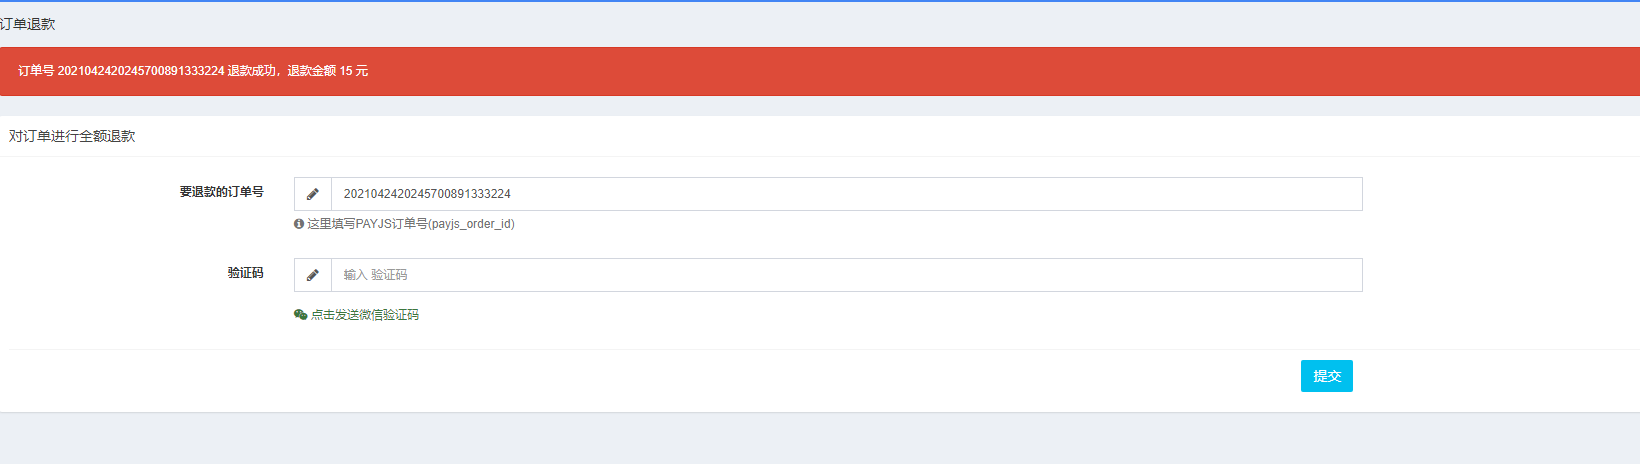 订单退款
订单号 2021042420245700891333224 退款成功，退款金额 15 元
对订单进行全额退款
要退款的订单号
2021042420245700891333224
这里填写PAYJS订单号(payjs_order_id)
验证码
输入 验证码
点击发送微信验证码
提交